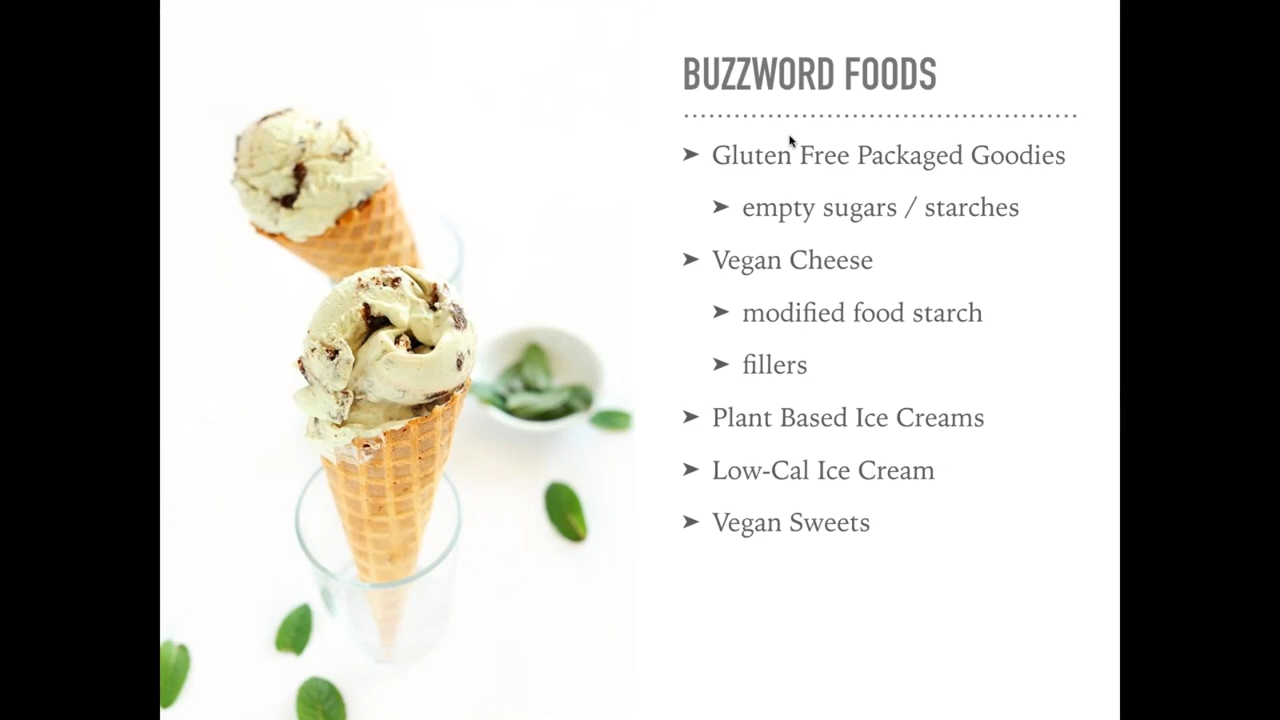 BUZZWORD FOODS
Gluten Free Packaged Goodies
empty sugars / starches
Vegan Cheese
modified food starch
fillers
Plant Based Ice Creams
Low-Cal Ice Cream
Vegan Sweets